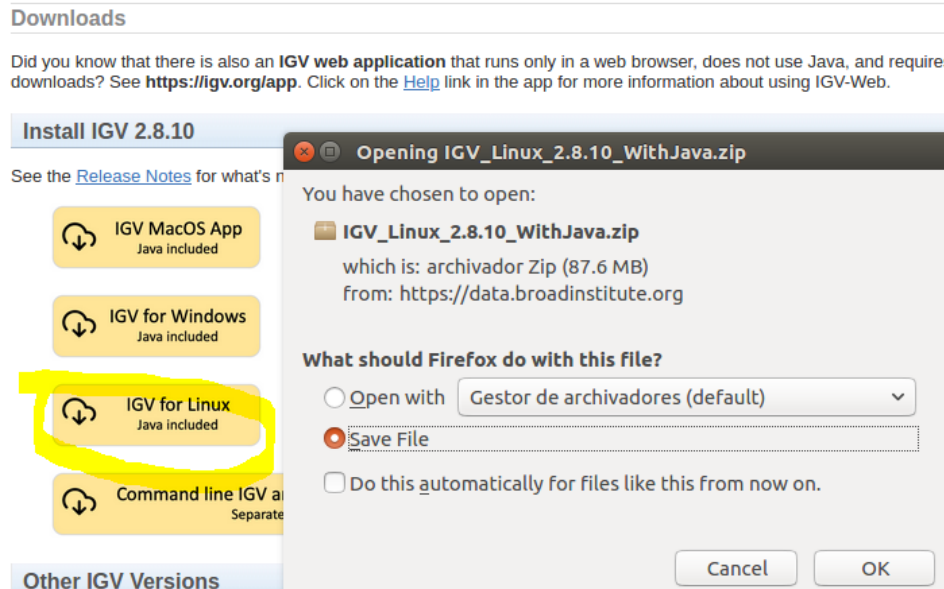 Downloads
Did you know that there is also an IGV web application that runs only in a web browser, does not use Java, and requires
downloads? See https://igv.org/app. Click on the Help link in the app for more information about using IGV-Web.
Install IGV 2.8.10
See the Release Notes for what's
IGV MacOS App
Java included
IGV for Windows
Java included
IGV for Linux
Java included
Command line IGV
Separate
Other IGV Versions
Opening IGV_Linux_2.8.10_WithJava.zip
You have chosen to open:
IGV_Linux_2.8.10_WithJava.zip
which is: archivador Zip (87.6 MB)
from: https://data.broadinstitute.org
What should Firefox do with this file?
Open with Gestor de archivadores (default)
Save File
Do this automatically for files like this from now on.
Cancel OK